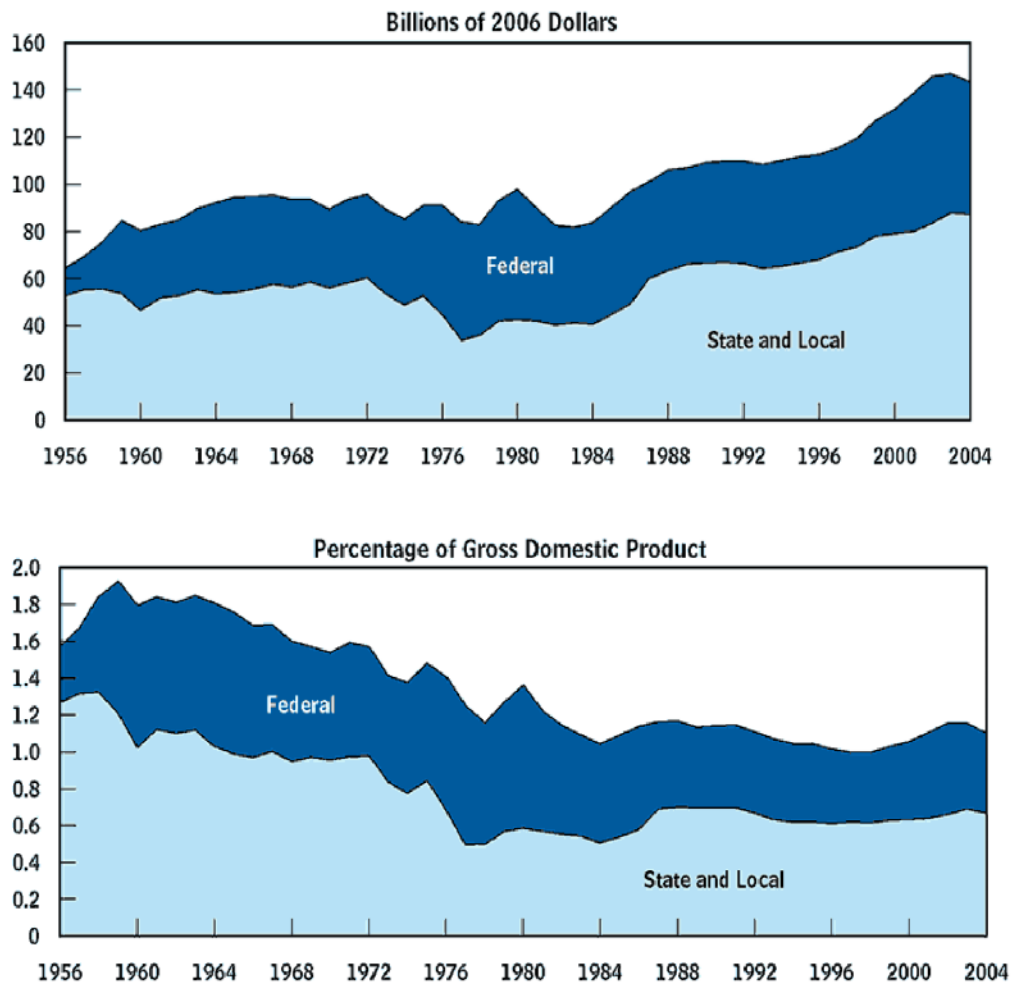 Billions of 2006 Dollars
160
140
120
100
80
60
40
20
0
Federal
State and Local
1956 1960 1964 1968 1972 1976 1980 1984 1988 1992 1996 2000 2004
Percentage of Gross Domestic Product
2.0
1.8
1.6
1.4
1.2
1.0
0.8
0.6
0.4
0.2
0
Federal
State and Local
1956 1960 1964 1968 1972 1976 1980 1984 1988 1992 1996 2000 2004